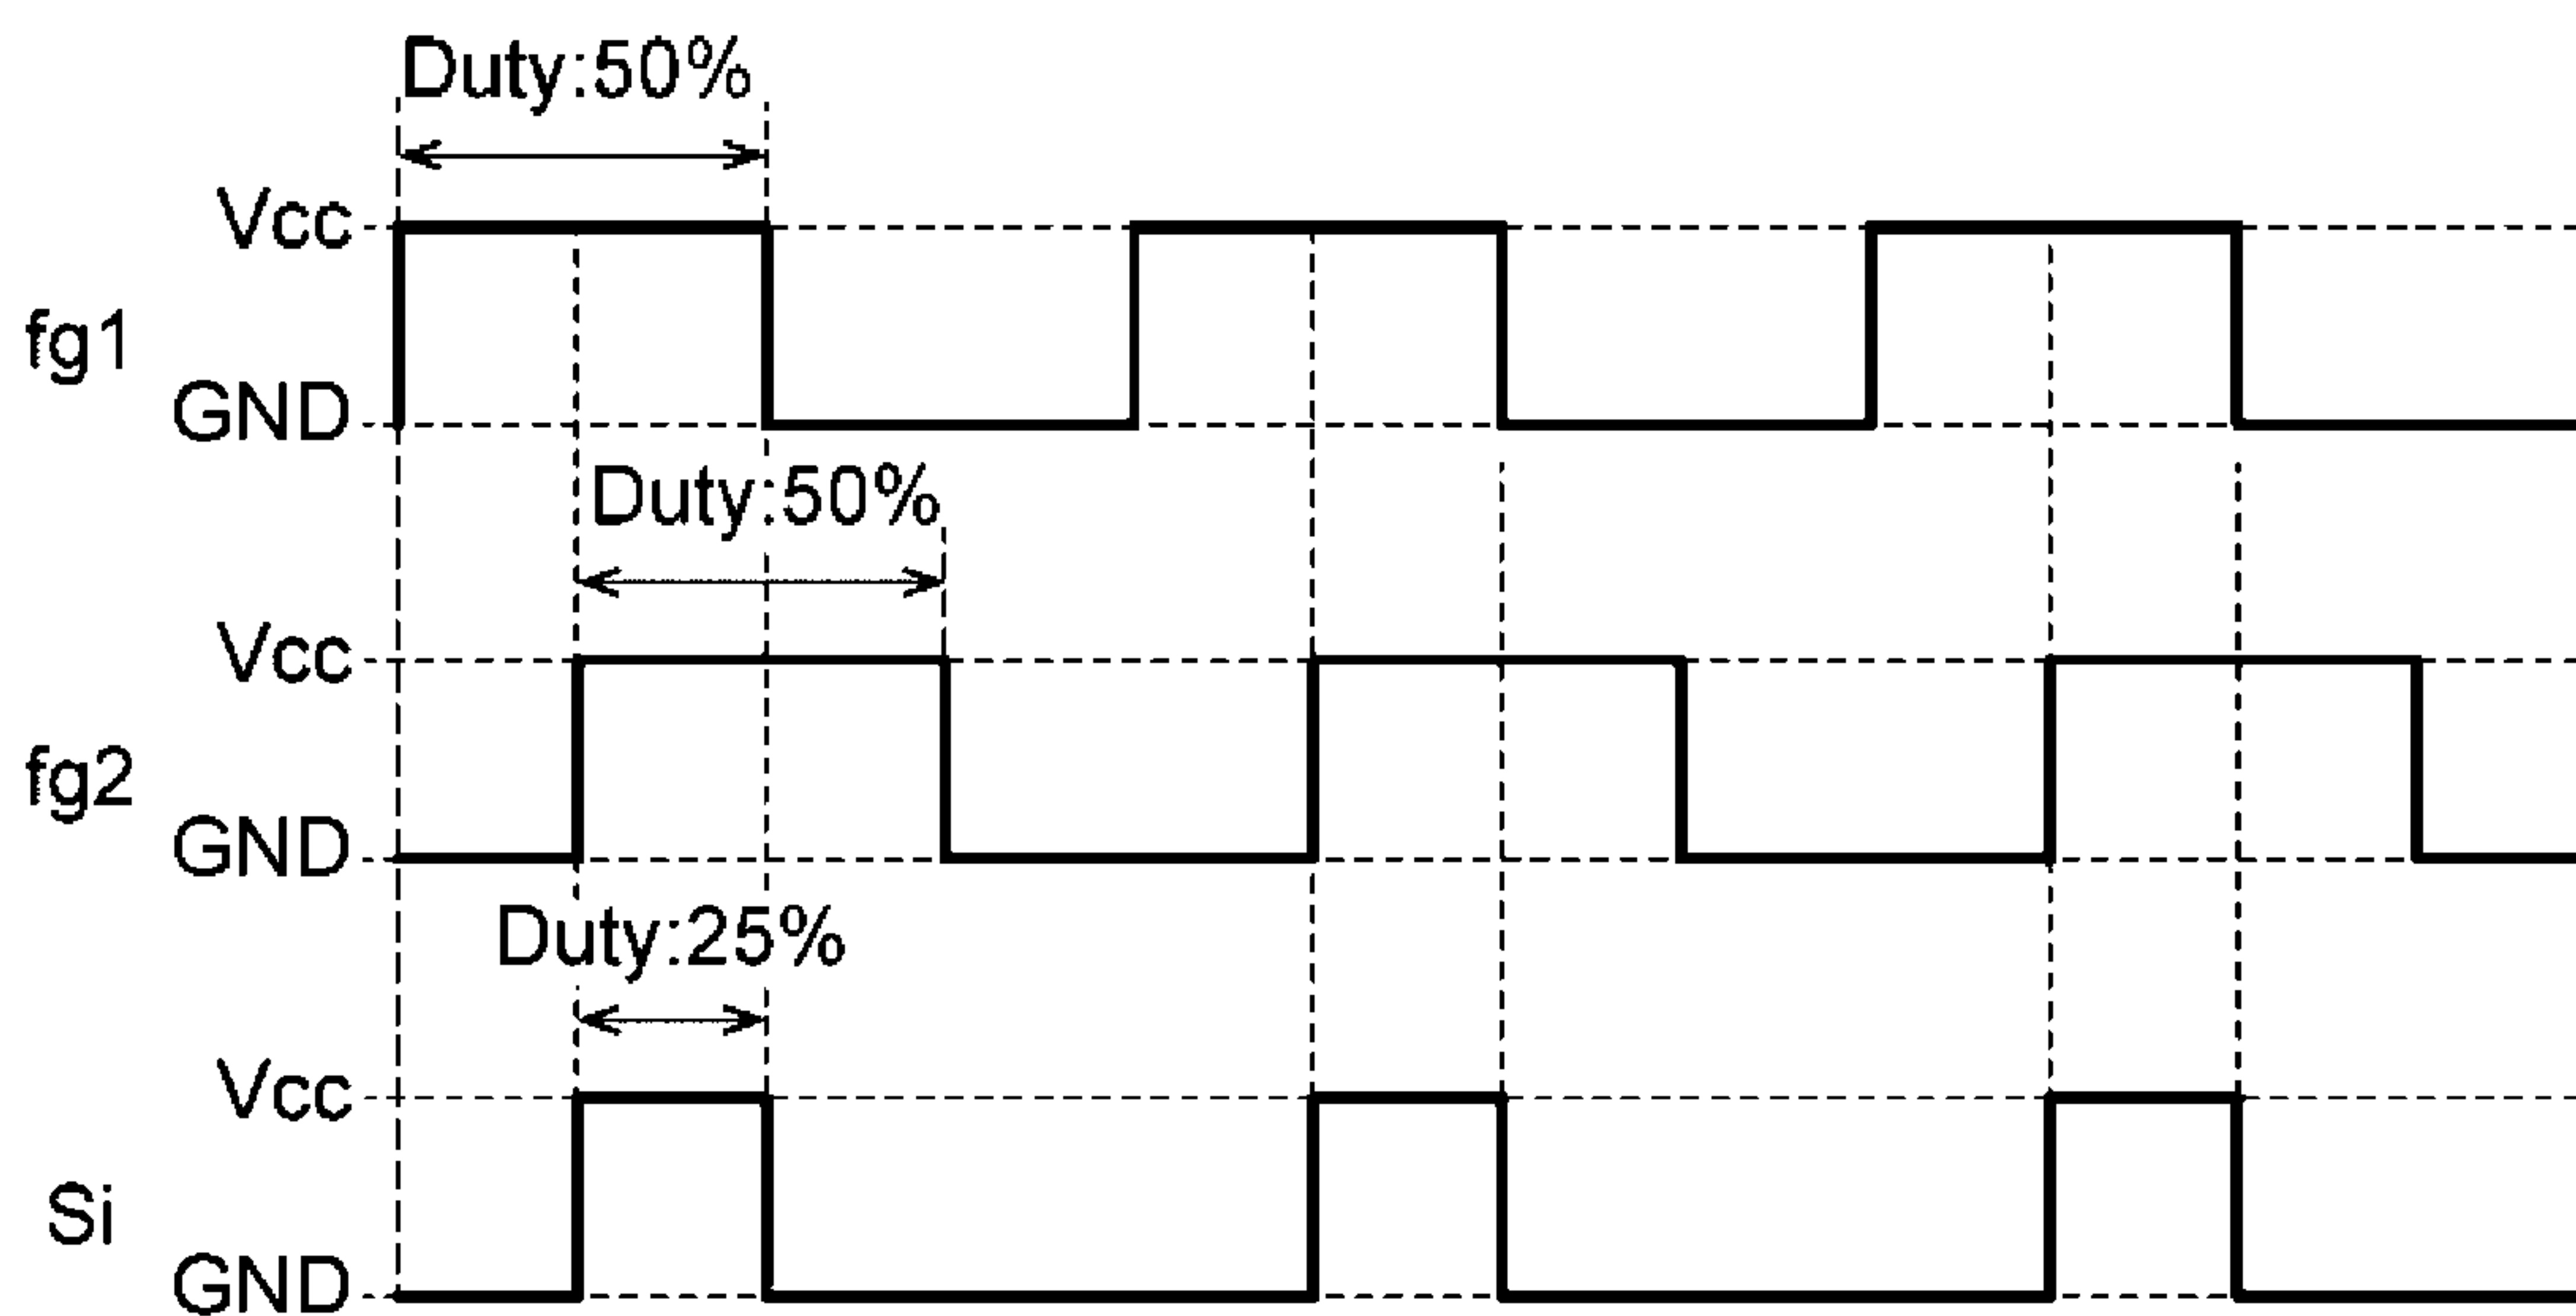 Duty:50%
Vcc
fg1
GND
Duty:50%
Vcc
fg2
GND
Duty:25%
Vcc
Si
GND